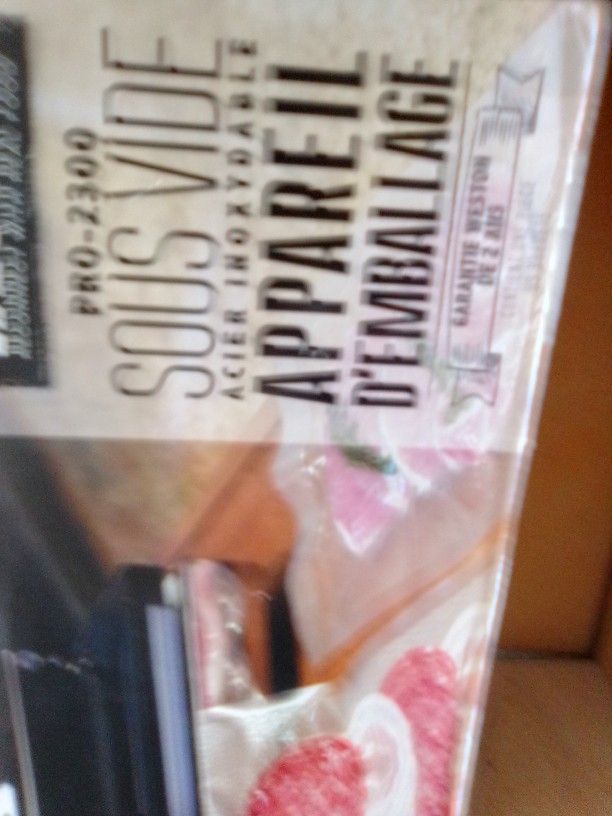 PRO-2300
SOUS VIDE
ACIER INOXYDABLE
APPAREIL
D'EMBALLAGE
GARANTIE WESTON
DE 2 ANS